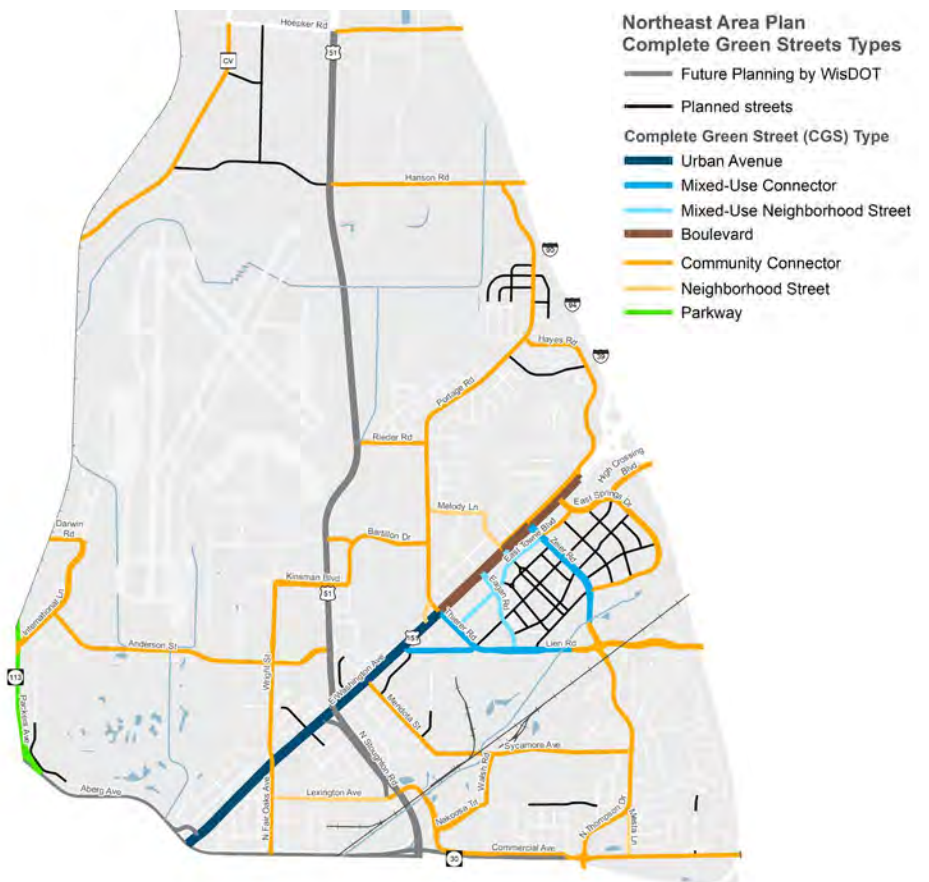 Northeast Area Plan
Complete Green Streets Types
Future Planning by WisDOT
Planned streets
Complete Green Street (CGS) Type
Urban Avenue
Mixed-Use Connector
Mixed-Use Neighborhood Street
Boulevard
Community Connector
Neighborhood Street
Parkway
Hoepker Rd
51
CV
Hanson Rd
90
94
Hayes Rd
39
Portage Rd
Rieder Rd
High Crossing
Blvd
East Springs Dr
Melody Ln
East Towne Blvd
Zeier Rd
Darwin
Rd
Bartillon Dr
Kinsman Blvd
51
Eagan Rd
International Ln
Thierer Rd
151
Anderson St
Lien Rd
Wright St
E Washington Ave
113
Packers Ave
Mendota St
N Stoughton Rd
Sycamore Ave
Walsh Rd
Aberg Ave
Lexington Ave
N Fair Oaks Ave
Nakoosa Trl
N Thompson Dr
Mesta Ln
Commercial Ave
30